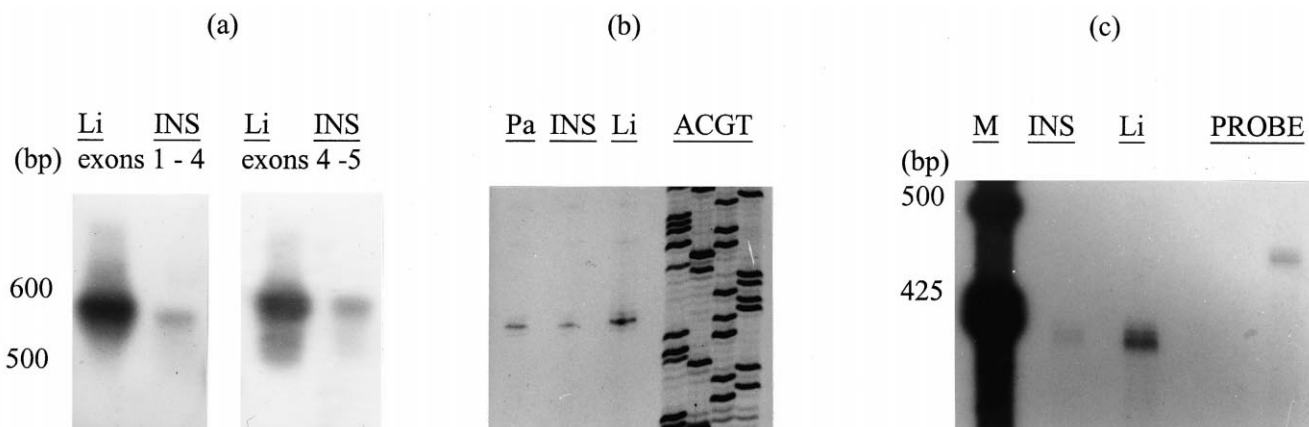 (a)
Li INS
(bp) exons 1 - 4
600
500
Li INS
exons 4 -5
(b)
Pa INS Li ACGT
(c)
M INS Li PROBE
(bp)
500
425